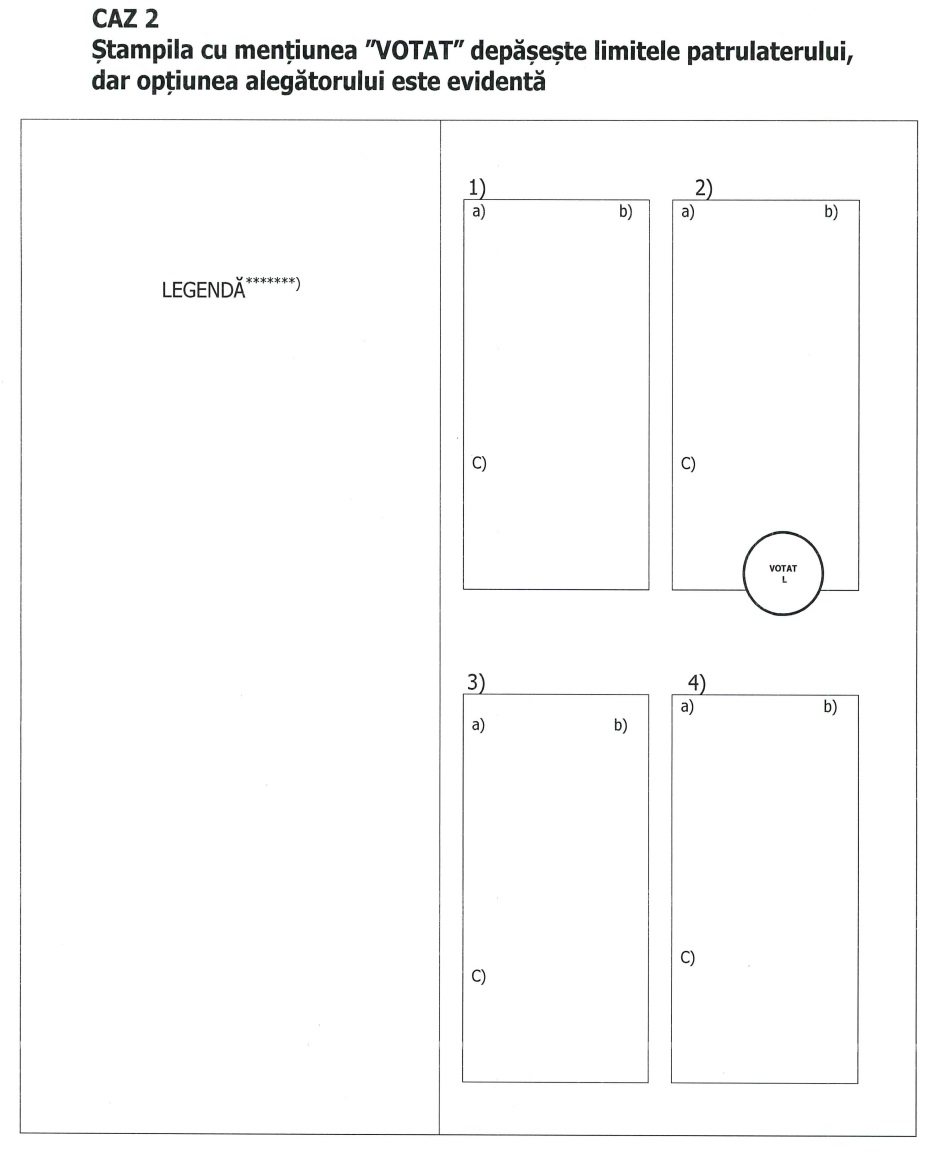 CAZ 2
Ștampila cu mențiunea ”VOTAT” depășește limitele patrulaterului,
dar opțiunea alegătorului este evidentă
LEGENDĂ*******)
1)
a) b)
C)
2)
a) b)
C)
VOTAT
L
3)
a) b)
C)
4)
a) b)
C)